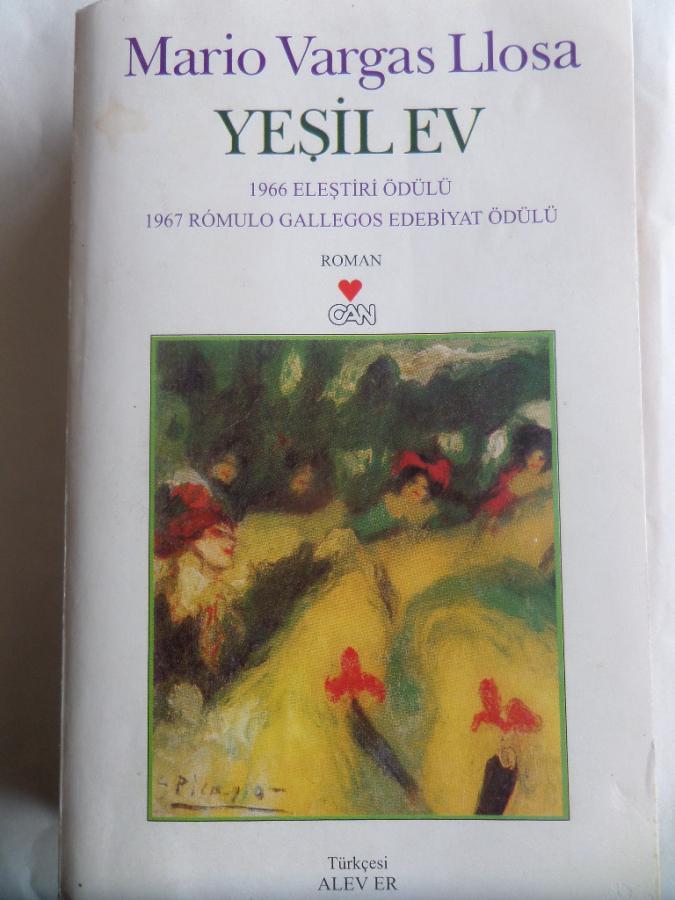 Mario Vargas Llosa
YEŞİL EV
1966 ELEŞTİRİ ÖDÜLÜ
1967 RÓMULO GALLEGOS EDEBİYAT ÖDÜLÜ
ROMAN
CAN
Picasso
Türkçesi
ALEV ER